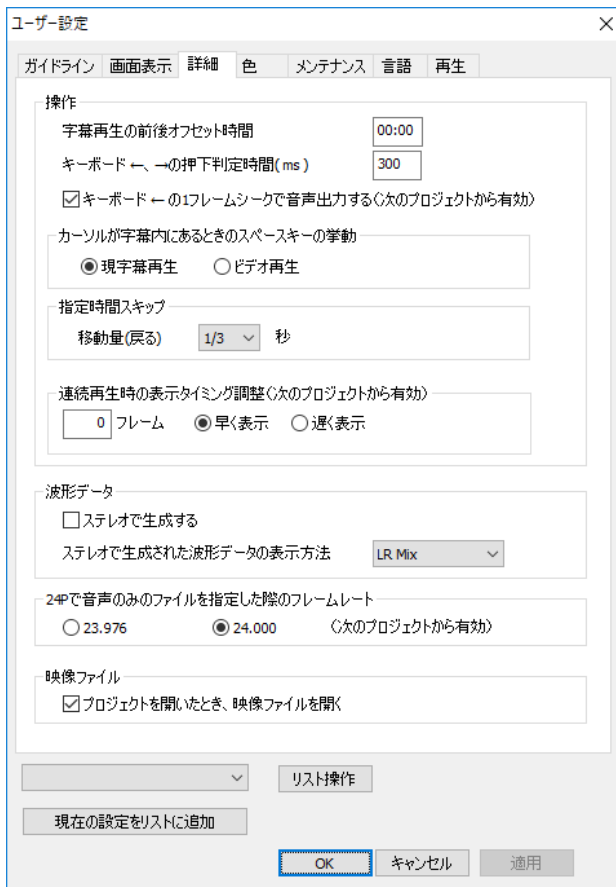 ユーザー設定
ガイドライン 画面表示 詳細 色 メンテナンス 言語 再生
操作
字幕再生の前後オフセット時間 00:00
キーボード←、→の押下判定時間(ms) 300
キーボード←の1フレームシークで音声出力する(次のプロジェクトから有効)
カーソルが字幕内にあるときのスペースキーの挙動
現字幕再生 ビデオ再生
指定時間スキップ
移動量(戻る) 1/3 秒
連続再生時の表示タイミング調整(次のプロジェクトから有効)
0 フレーム 早く表示 遅く表示
波形データ
ステレオで生成する
ステレオで生成された波形データの表示方法 LR Mix
24Pで音声のみのファイルを指定した際のフレームレート
23.976 24.000 (次のプロジェクトから有効)
映像ファイル
プロジェクトを開いたとき、映像ファイルを開く
リスト操作
現在の設定をリストに追加
OK キャンセル 適用